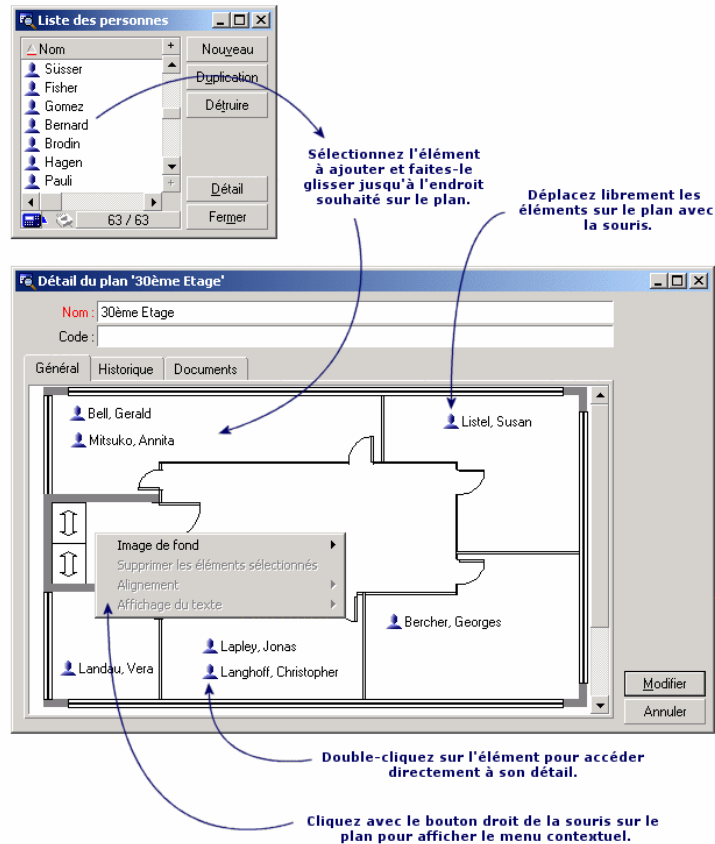 Liste des personnes
Nom
+
Nouveau
Süsser
Duplication
Fisher
Gomez
Détruire
Bernard
Brodin
Hagen
Pauli
+
Détail
63 / 63
Fermer
Sélectionnez l'élément
à ajouter et faites-le
glisser jusqu'à l'endroit
souhaité sur le plan.
Déplacez librement les
éléments sur le plan avec
la souris.
Détail du plan '30ème Etage'
Nom : 30ème Etage
Code :
Général Historique Documents
Bell, Gerald
Mitsuko, Annita
Listel, Susan
Image de fond
Supprimer les éléments sélectionnés
Alignement
Affichage du texte
Bercher, Georges
Lapley, Jonas
Landau, Vera
Langhoff, Christopher
Modifier
Annuler
Double-cliquez sur l'élément pour accéder
directement à son détail.
Cliquez avec le bouton droit de la souris sur le
plan pour afficher le menu contextuel.